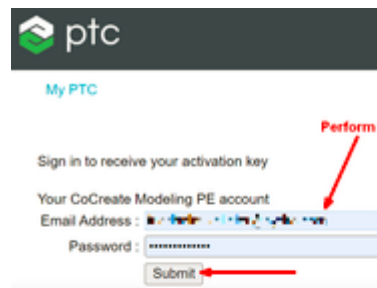 ptc
My PTC
Perform
Sign in to receive your activation key
Your CoCreate Modeling PE account
Email Address :
Password :
Submit